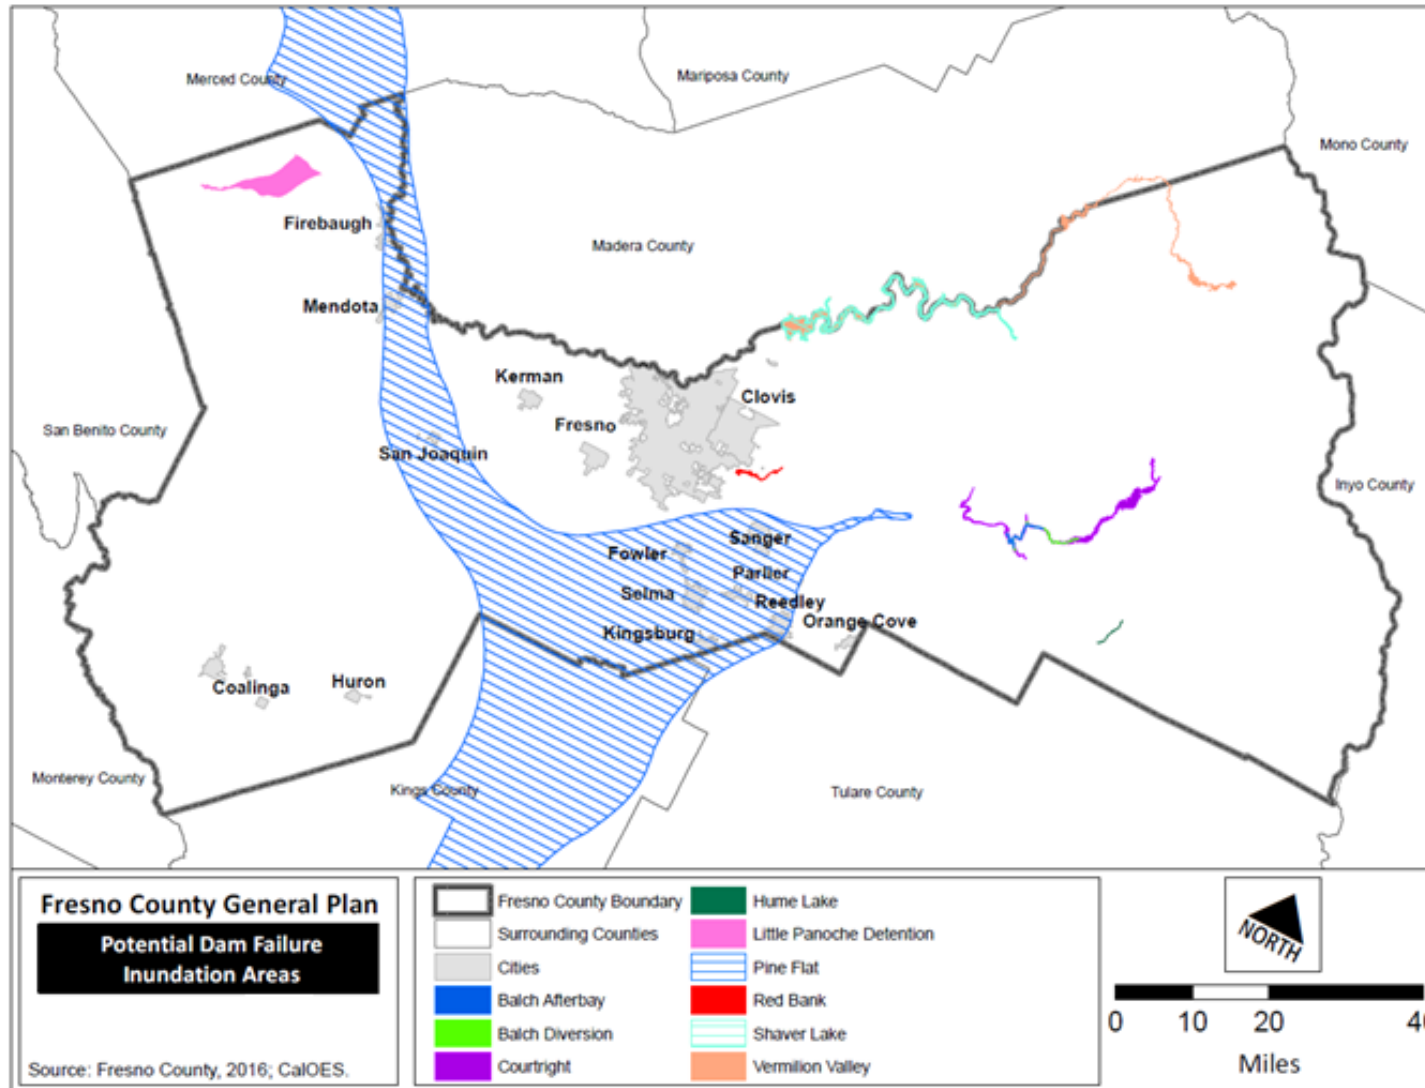 Merced County
Mariposa County
Mono County
Firebaugh
Madera County
Mendota
Kerman
Clovis
Fresno
San Benito County
San Joaquin
Inyo County
Sanger
Fowler
Parlier
Selma
Reedley
Orange Cove
Kingsburg
Coalinga
Huron
Monterey County
Kings County
Tulare County
Fresno County General Plan
Potential Dam Failure
Inundation Areas
Source: Fresno County, 2016; CalOES.
Fresno County Boundary
Surrounding Counties
Cities
Balch Afterbay
Balch Diversion
Courtright
Hume Lake
Little Panoche Detention
Pine Flat
Red Bank
Shaver Lake
Vermilion Valley
NORTH
0 10 20 40
Miles